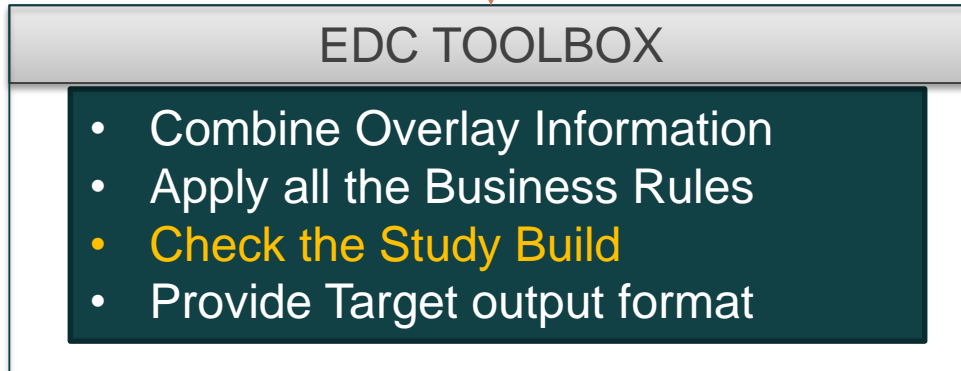 EDC TOOLBOX
• Combine Overlay Information
• Apply all the Business Rules
• Check the Study Build
• Provide Target output format